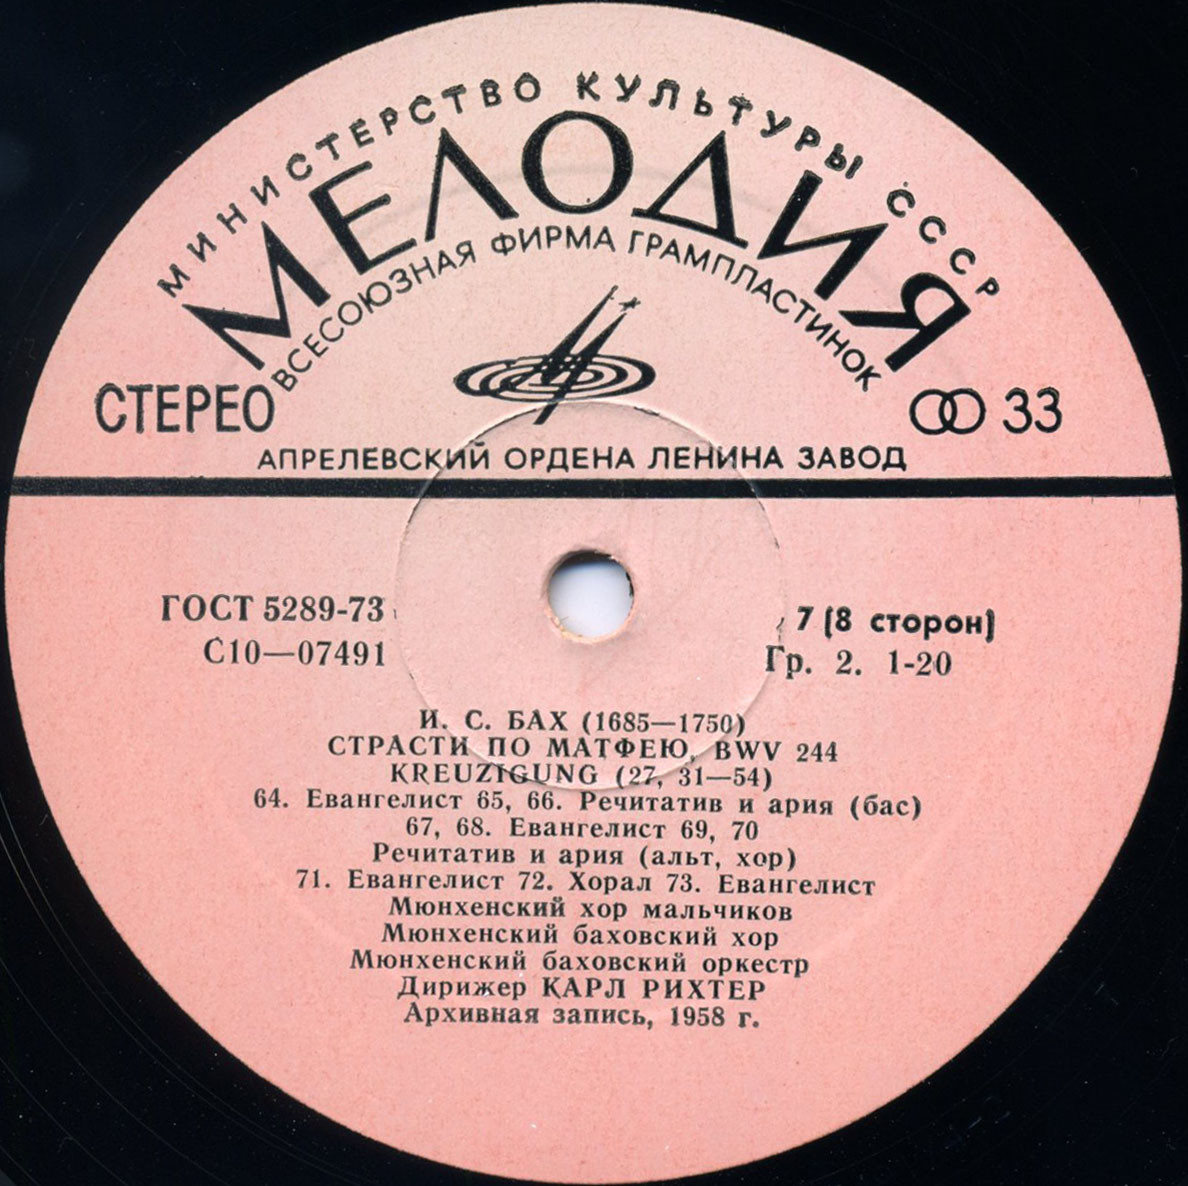 МИНИСТЕРСТВО КУЛЬТУРЫ СССР
МЕЛОДИЯ
ВСЕСОЮЗНАЯ ФИРМА ГРАМПЛАСТИНОК
СТЕРЕО
33
АПРЕЛЕВСКИЙ ОРДЕНА ЛЕНИНА ЗАВОД
ГОСТ 5289-73
7 (8 сторон)
С10—07491
Гр. 2. 1-20
И. С. БАХ (1685—1750)
СТРАСТИ ПО МАТФЕЮ, BWV 244
KREUZIGUNG (27, 31—54)
64. Евангелист 65, 66. Речитатив и ария (бас)
67, 68. Евангелист 69, 70
Речитатив и ария (альт, хор)
71. Евангелист 72. Хорал 73. Евангелист
Мюнхенский хор мальчиков
Мюнхенский баховский хор
Мюнхенский баховский оркестр
Дирижер КАРЛ РИХТЕР
Архивная запись, 1958 г.